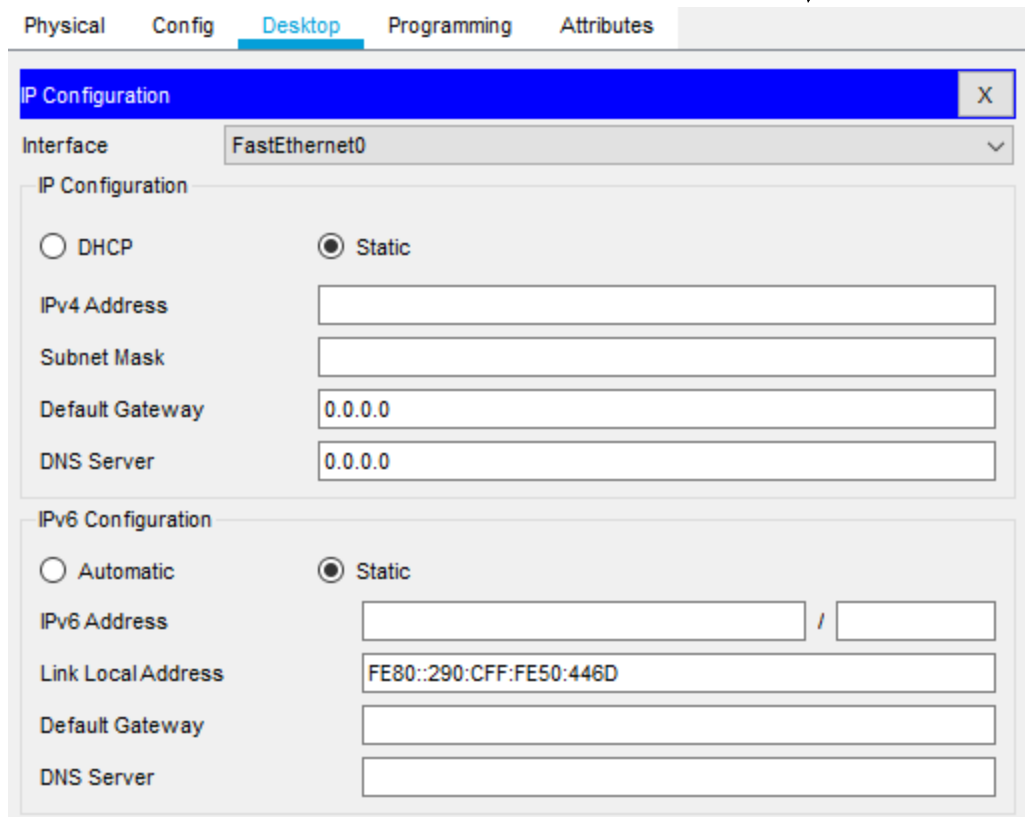 Physical Config Desktop Programming Attributes
IP Configuration X
Interface FastEthernet0
IP Configuration
DHCP Static
IPv4 Address
Subnet Mask
Default Gateway 0.0.0.0
DNS Server 0.0.0.0
IPv6 Configuration
Automatic Static
IPv6 Address /
Link Local Address FE80::290:CFF:FE50:446D
Default Gateway
DNS Server